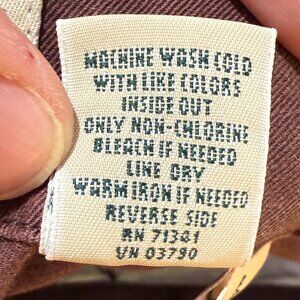 MACHINE WASH COLD
WITH LIKE COLORS
INSIDE OUT
ONLY NON-CHLORINE
BLEACH IF NEEDED
LINE DRY
WARM IRON IF NEEDED
REVERSE SIDE
RN 71341
VN 03790